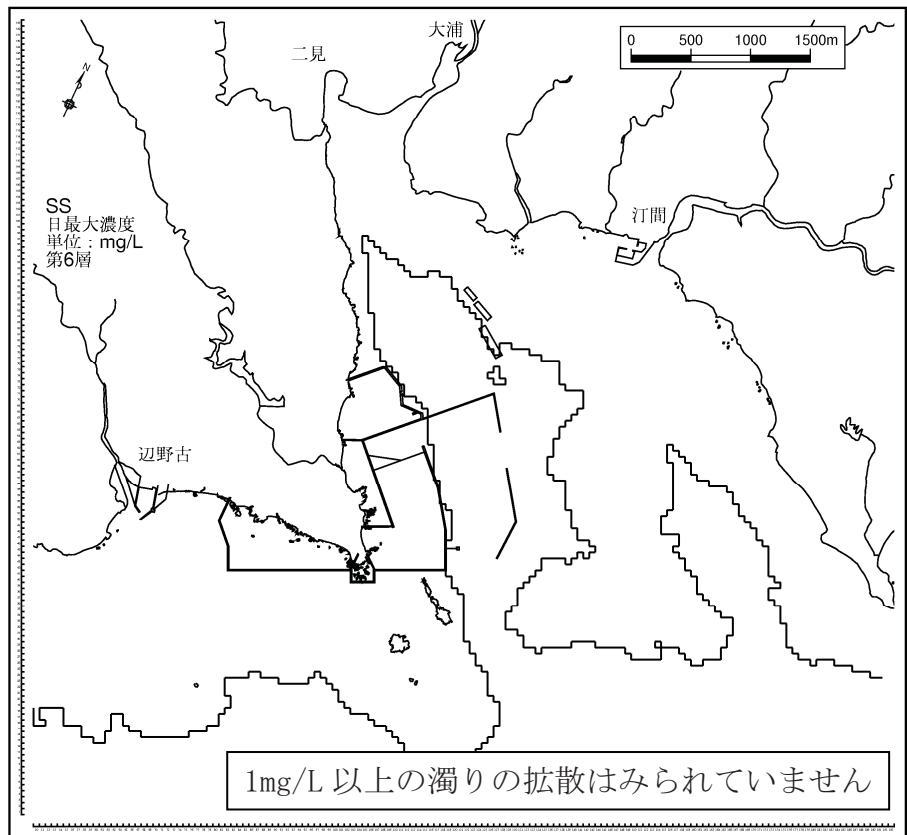 大浦
二見
0 500 1000 1500m
N
汀間
SS
日最大濃度
単位：mg/L
第6層
辺野古
1mg/L 以上の濁りの拡散はみられていません